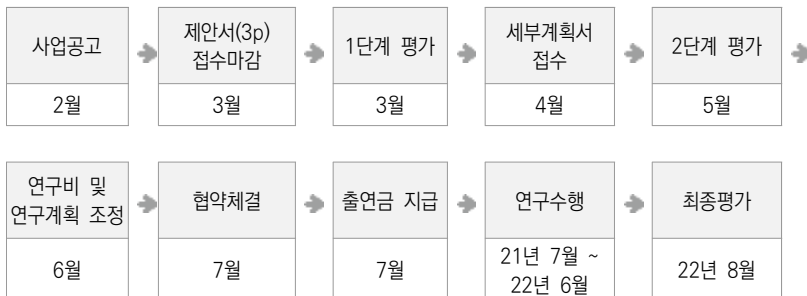 사업공고
제안서(3p)
접수마감
1단계 평가
세부계획서
접수
2단계 평가
2월
3월
3월
4월
5월
연구비 및
연구계획 조정
협약체결
출연금 지급
연구수행
최종평가
6월
7월
7월
21년 7월 ~
22년 6월
22년 8월